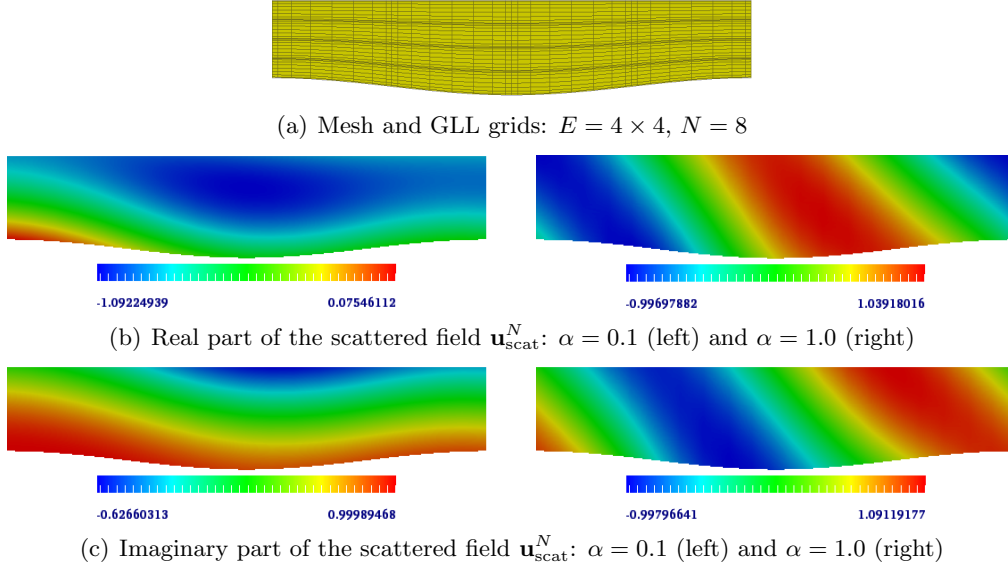 (a) Mesh and GLL grids: E = 4 × 4, N = 8
-1.09224939 0.07546112 -0.99697882 1.03918016
(b) Real part of the scattered field u^N_scat: α = 0.1 (left) and α = 1.0 (right)
-0.62660313 0.99989468 -0.99796641 1.09119177
(c) Imaginary part of the scattered field u^N_scat: α = 0.1 (left) and α = 1.0 (right)